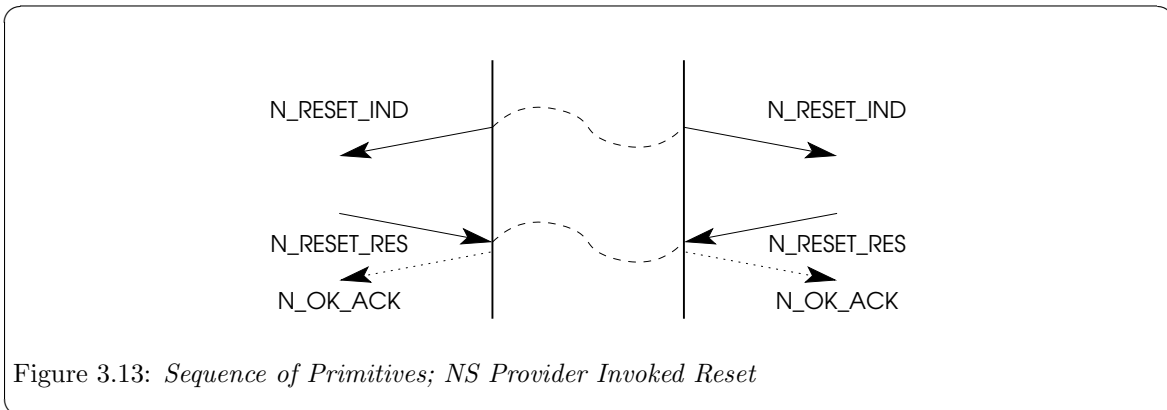 N_RESET_IND N_RESET_IND
N_RESET_RES N_RESET_RES
N_OK_ACK N_OK_ACK
Figure 3.13: Sequence of Primitives; NS Provider Invoked Reset